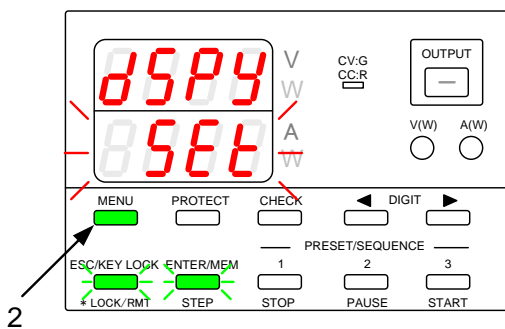 dSPY V
W
CV:G
CC:R
OUTPUT
SEt A
W
V(W) A(W)
MENU PROTECT CHECK ◀ DIGIT ▶
PRESET/SEQUENCE
ESC/KEY LOCK ENTER/MEM 1 2 3
* LOCK/RMT STEP STOP PAUSE START
2